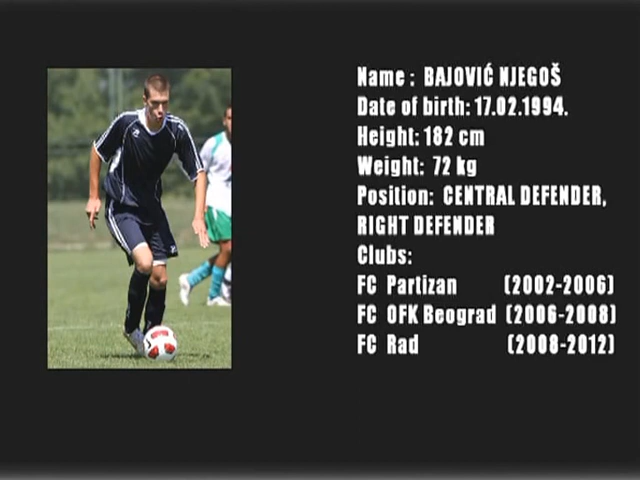 Name : BAJOVIĆ NJEGOŠ
Date of birth: 17.02.1994.
Height: 182 cm
Weight: 72 kg
Position: CENTRAL DEFENDER,
RIGHT DEFENDER
Clubs:
FC Partizan (2002-2006)
FC OFK Beograd (2006-2008)
FC Rad (2008-2012)